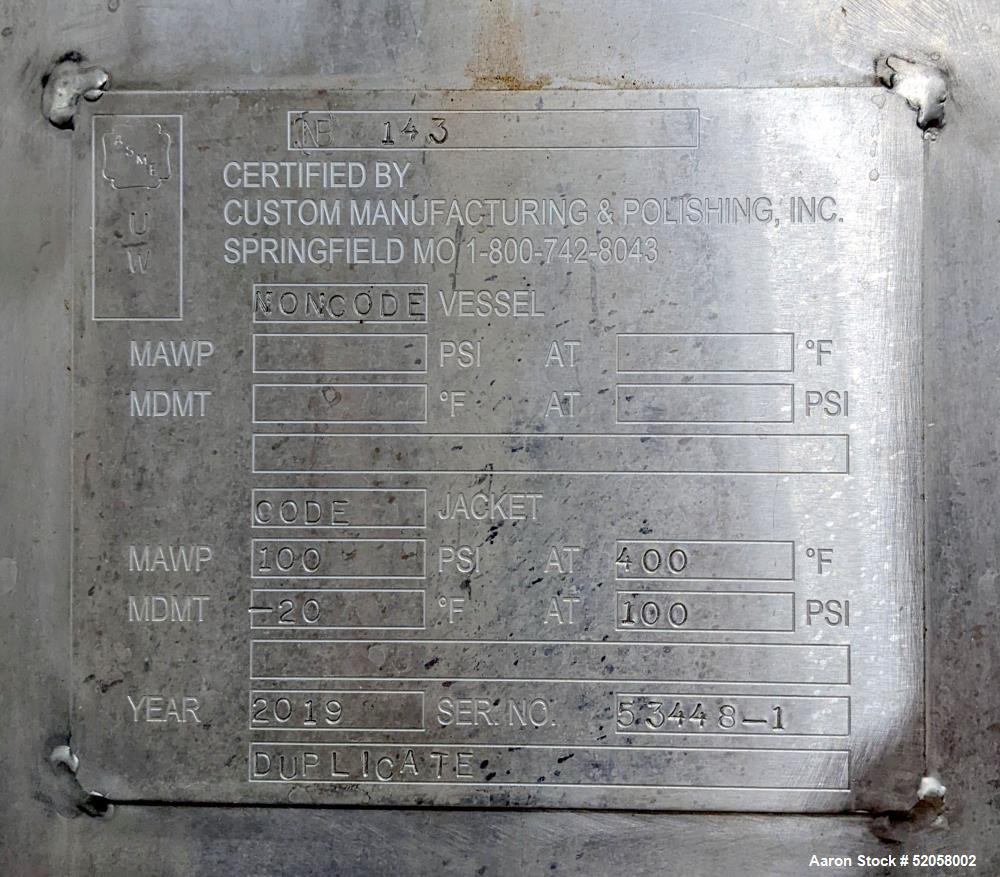 NB 143
ASME
U
W
CERTIFIED BY
CUSTOM MANUFACTURING & POLISHING, INC.
SPRINGFIELD MO 1-800-742-8043
NONCODE VESSEL
MAWP PSI AT °F
MDMT °F AT PSI
CODE JACKET
MAWP 100 PSI AT 400 °F
MDMT -20 °F AT 100 PSI
YEAR 2019 SER. NO. 53448-1
DUPLICATE
Aaron Stock # 52058002